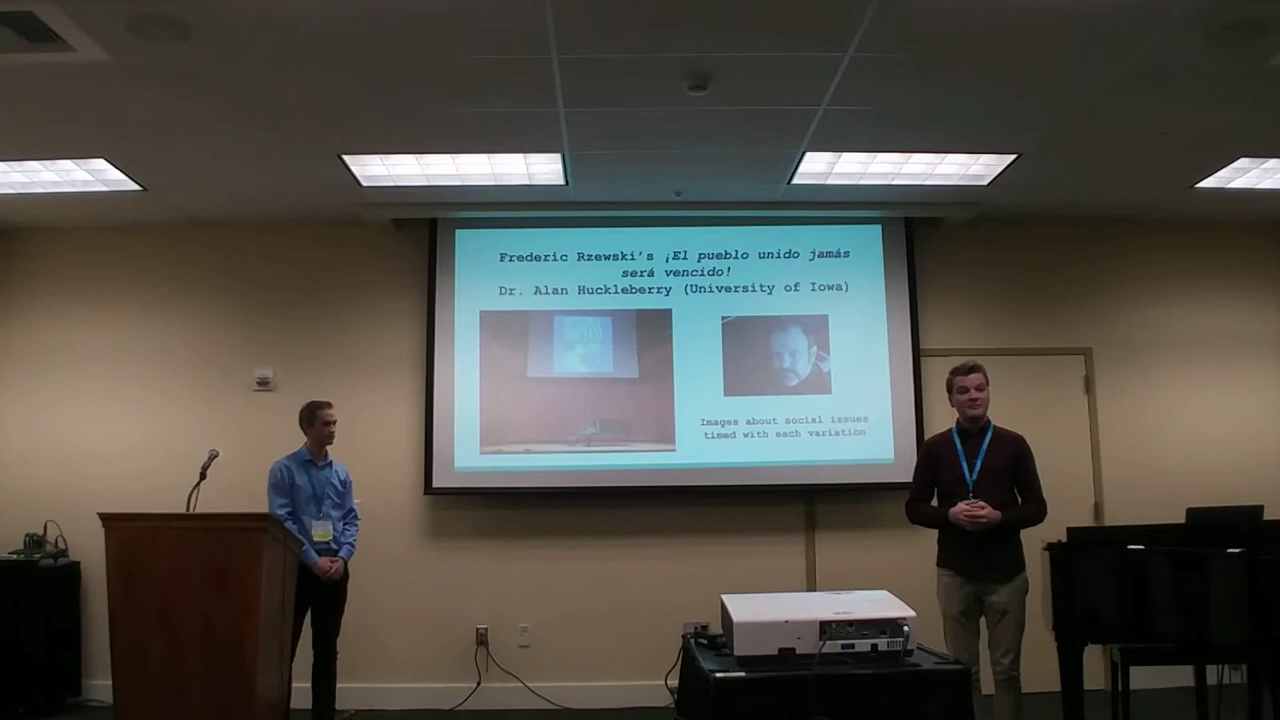 Frederic Rzewski's ¡El pueblo unido jamás
será vencido!
Dr. Alan Huckleberry (University of Iowa)
Images about social issues
timed with each variation